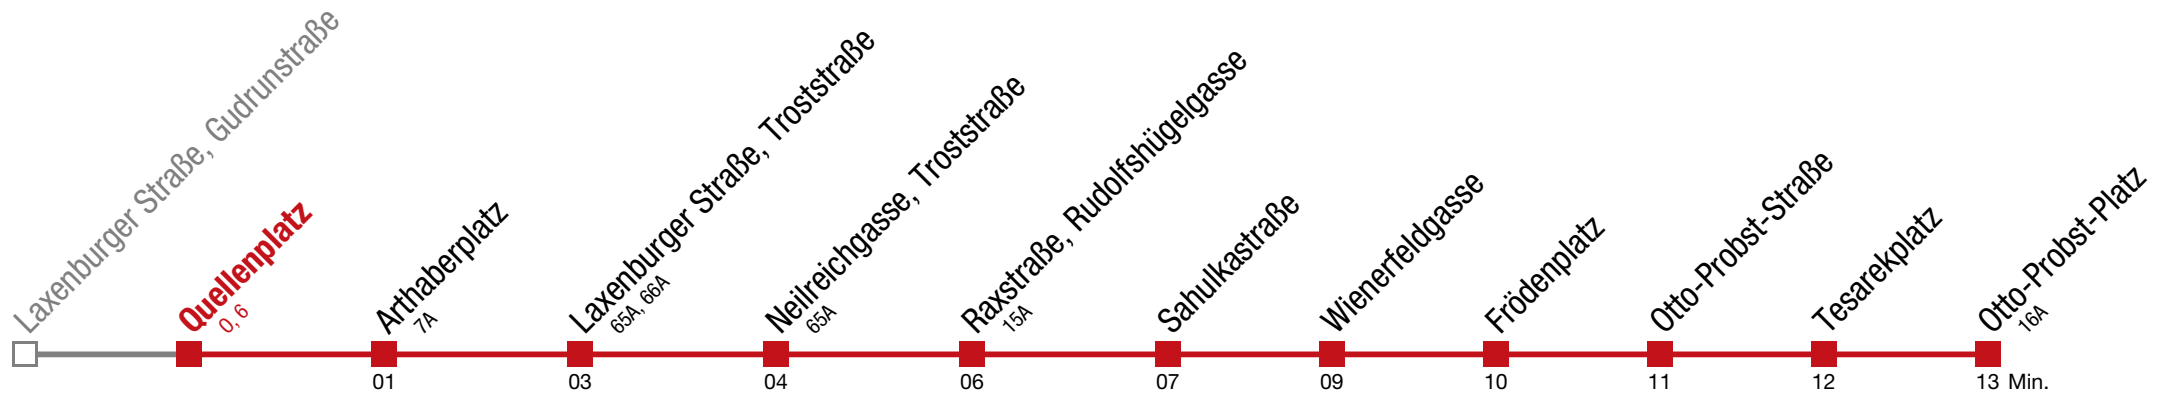 Laxenburger Straße, Gudrunstraße
Quellenplatz
0, 6
Arthaberplatz
7A
Laxenburger Straße, Troststraße
65A, 66A
Neilreichgasse, Troststraße
65A
Raxstraße, Rudolfshügelgasse
15A
Sahulkastraße
Wienerfeldgasse
Frödenplatz
Otto-Probst-Straße
Tesarekplatz
Otto-Probst-Platz
16A
01 03 04 06 07 09 10 11 12 13 Min.